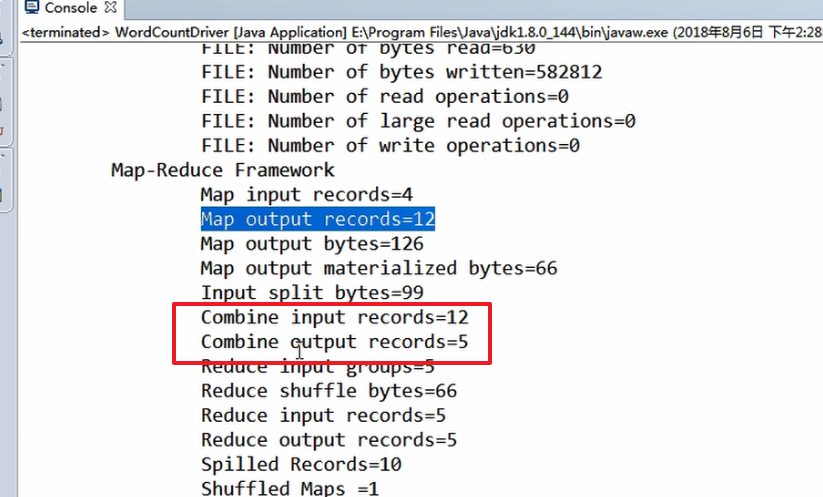 Console
<terminated> WordCountDriver [Java Application] E:\Program Files\Java\jdk1.8.0_144\bin\javaw.exe (2018年8月6日 下午2:28:
FILE: Number of bytes read=630
FILE: Number of bytes written=582812
FILE: Number of read operations=0
FILE: Number of large read operations=0
FILE: Number of write operations=0
Map-Reduce Framework
Map input records=4
Map output records=12
Map output bytes=126
Map output materialized bytes=66
Input split bytes=99
Combine input records=12
Combine output records=5
Reduce input groups=5
Reduce shuffle bytes=66
Reduce input records=5
Reduce output records=5
Spilled Records=10
Shuffled Maps =1